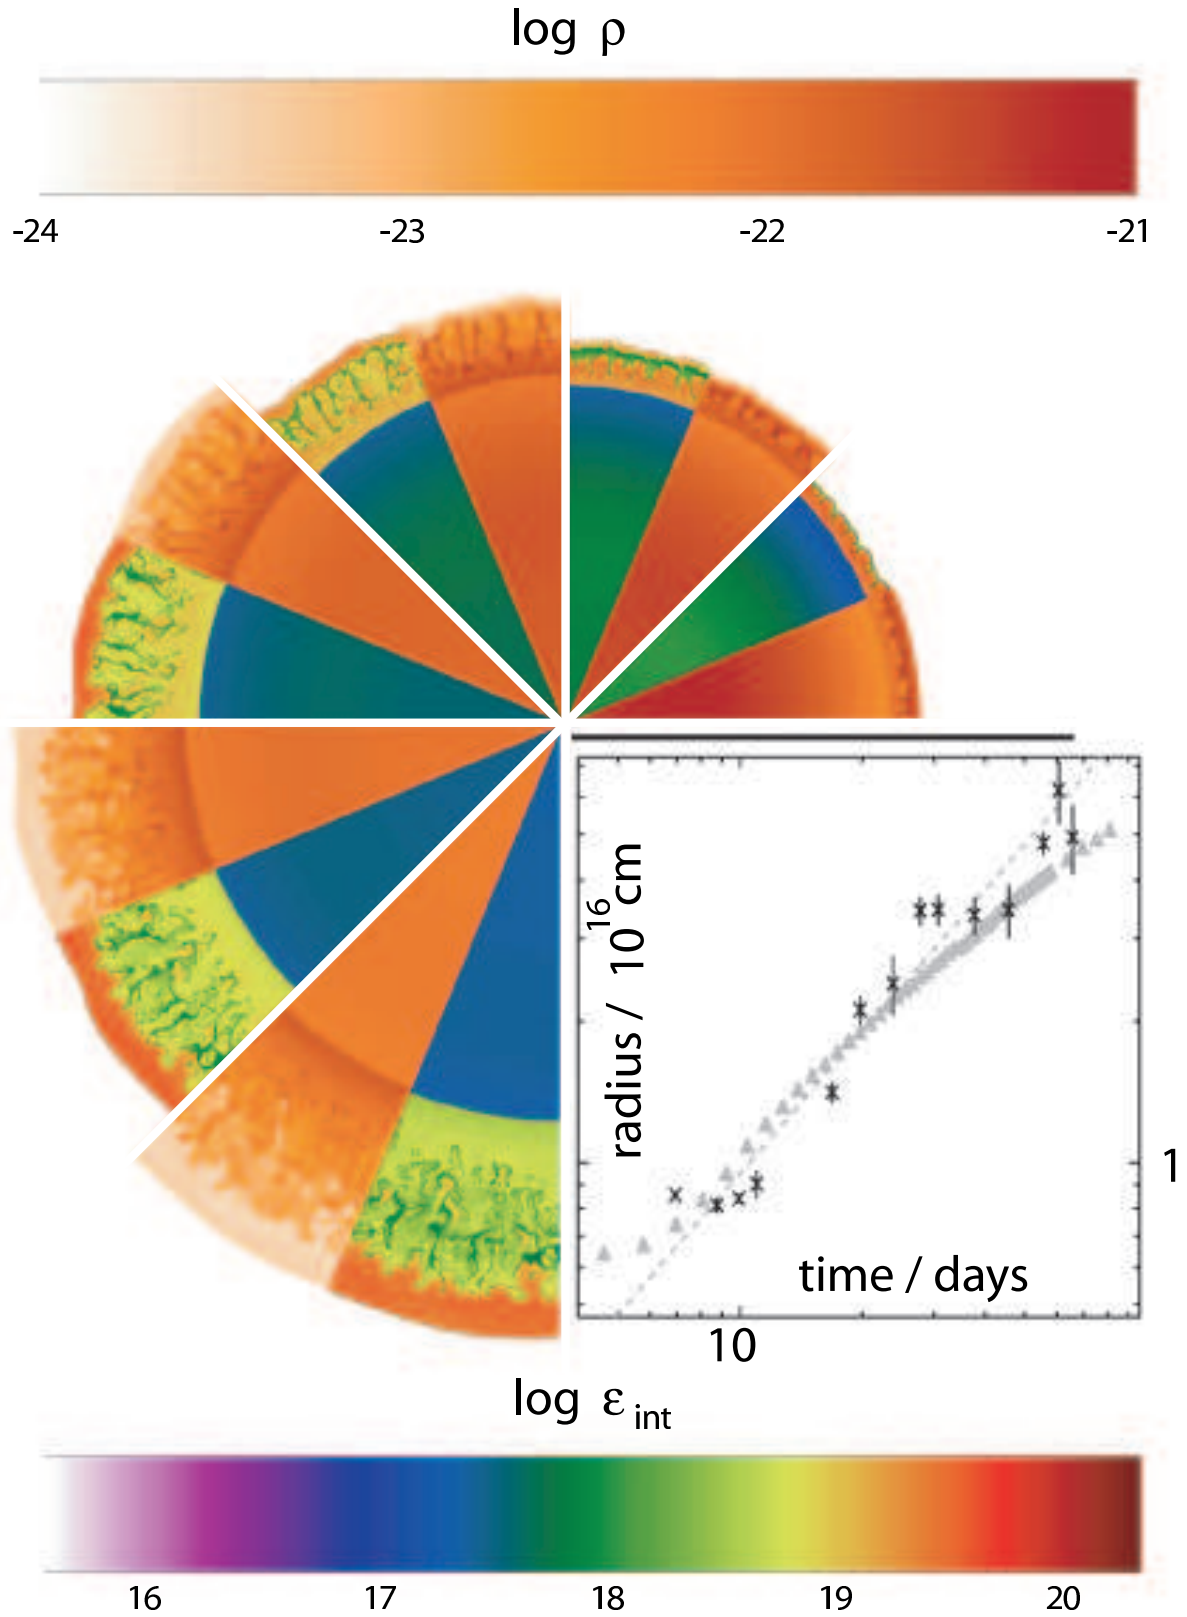 log ρ
-24 -23 -22 -21
radius / 10^16 cm
1
time / days
10
log ε int
16 17 18 19 20